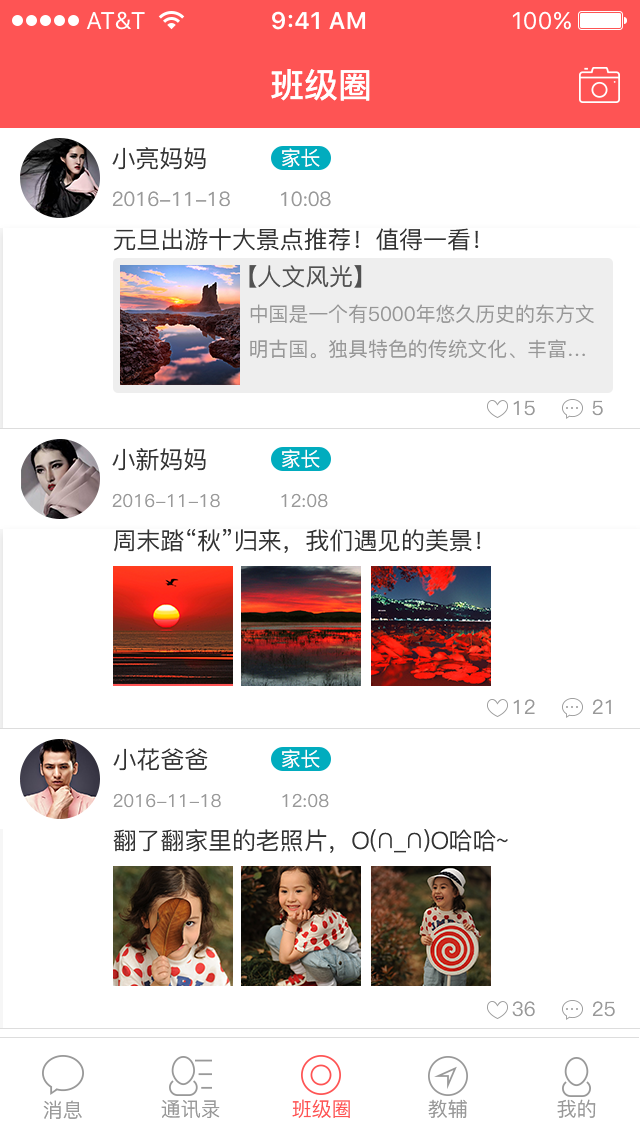 AT&T 9:41 AM 100%
班级圈
小亮妈妈 家长
2016-11-18 10:08
元旦出游十大景点推荐！值得一看！
【人文风光】
中国是一个有5000年悠久历史的东方文
明古国。独具特色的传统文化、丰富...
15 5
小新妈妈 家长
2016-11-18 12:08
周末踏“秋”归来，我们遇见的美景！
12 21
小花爸爸 家长
2016-11-18 12:08
翻了翻家里的老照片，O(∩_∩)O哈哈~
36 25
消息 通讯录 班级圈 教辅 我的